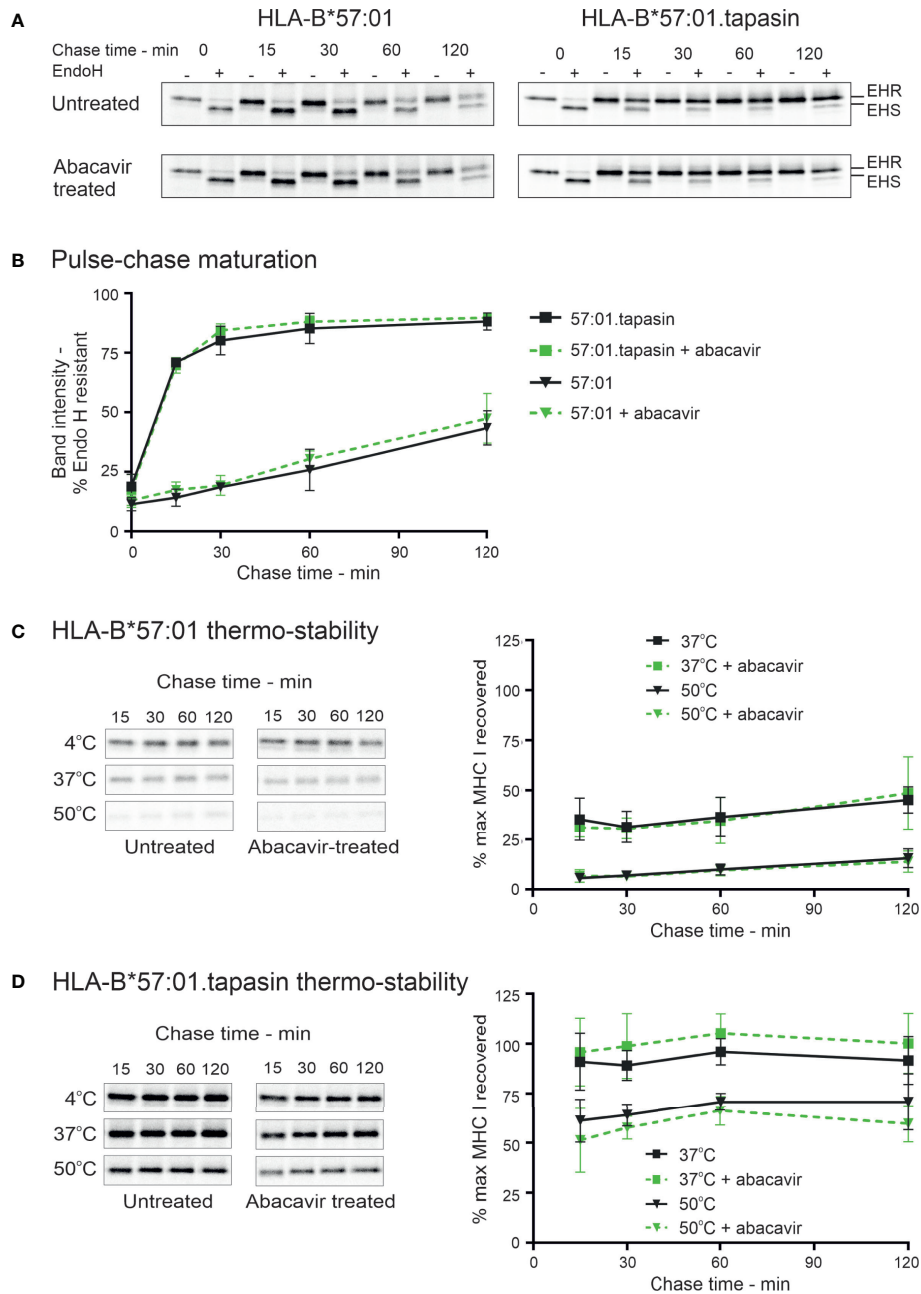 A
HLA-B*57:01
HLA-B*57:01.tapasin
Chase time - min 0 15 30 60 120
0 15 30 60 120
EndoH - + - + - + - + - +
- + - + - + - + - +
Untreated
EHR
EHS
Abacavir
treated
EHR
EHS
B Pulse-chase maturation
Band intensity -
% Endo H resistant
100
75
50
25
0
0 30 60 90 120
Chase time - min
57:01.tapasin
57:01.tapasin + abacavir
57:01
57:01 + abacavir
C HLA-B*57:01 thermo-stability
Chase time - min
15 30 60 120 15 30 60 120
4°C
37°C
50°C
Untreated Abacavir-treated
% max MHC I recovered
125
100
75
50
25
0
0 30 60 90 120
Chase time - min
37°C
37°C + abacavir
50°C
50°C + abacavir
D HLA-B*57:01.tapasin thermo-stability
Chase time - min
15 30 60 120 15 30 60 120
4°C
37°C
50°C
Untreated Abacavir treated
% max MHC I recovered
125
100
75
50
25
0
0 30 60 90 120
Chase time - min
37°C
37°C + abacavir
50°C
50°C + abacavir